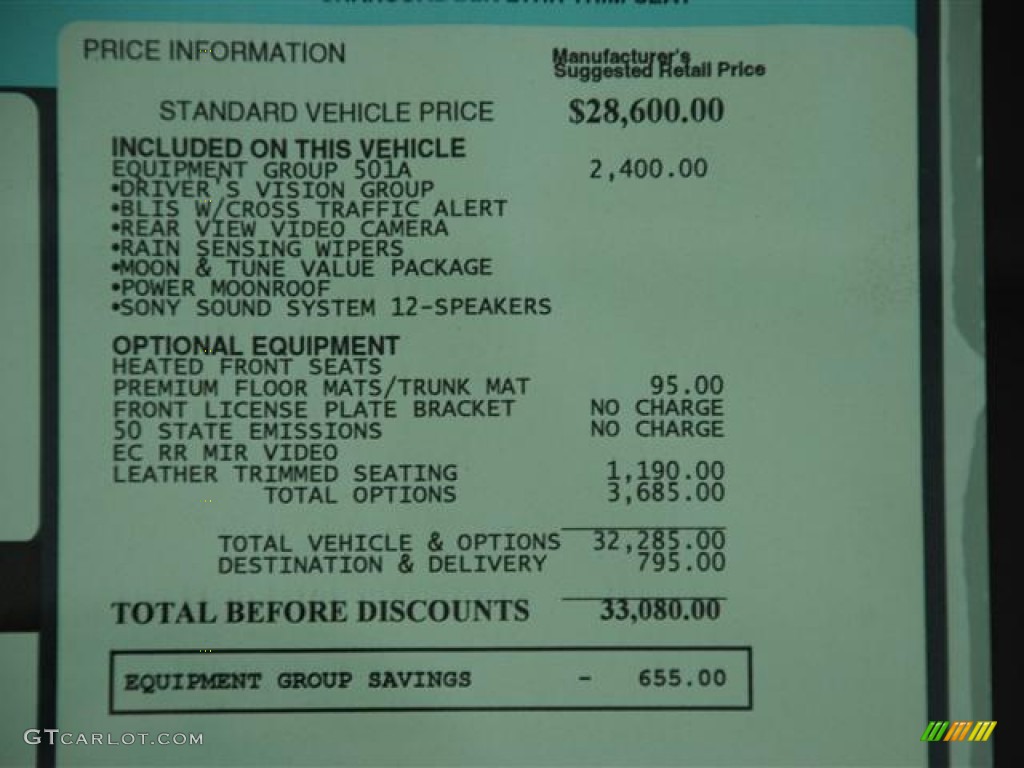 PRICE INFORMATION
Manufacturer's
Suggested Retail Price
STANDARD VEHICLE PRICE $28,600.00
INCLUDED ON THIS VEHICLE
EQUIPMENT GROUP 501A 2,400.00
•DRIVER'S VISION GROUP
•BLIS W/CROSS TRAFFIC ALERT
•REAR VIEW VIDEO CAMERA
•RAIN SENSING WIPERS
•MOON & TUNE VALUE PACKAGE
•POWER MOONROOF
•SONY SOUND SYSTEM 12-SPEAKERS
OPTIONAL EQUIPMENT
HEATED FRONT SEATS
PREMIUM FLOOR MATS/TRUNK MAT 95.00
FRONT LICENSE PLATE BRACKET NO CHARGE
50 STATE EMISSIONS NO CHARGE
EC RR MIR VIDEO
LEATHER TRIMMED SEATING 1,190.00
TOTAL OPTIONS 3,685.00
TOTAL VEHICLE & OPTIONS 32,285.00
DESTINATION & DELIVERY 795.00
TOTAL BEFORE DISCOUNTS 33,080.00
EQUIPMENT GROUP SAVINGS - 655.00
GTCARLOT.COM